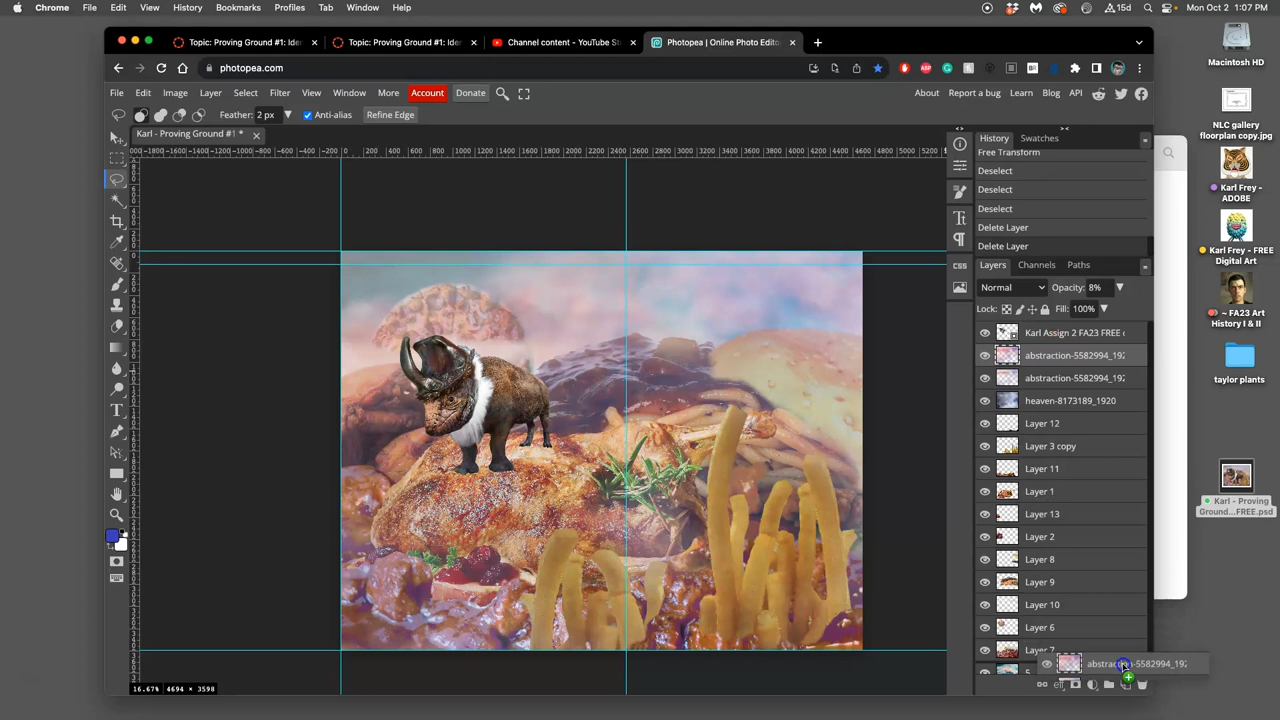 Chrome File Edit View History Bookmarks Profiles Tab Window Help 15d Mon Oct 2 1:07 PM
Topic: Proving Ground #1: Iden Topic: Proving Ground #1: Iden Channel content - YouTube St Photopea | Online Photo Edito
photopea.com
File Edit Image Layer Select Filter View Window More Account Donate About Report a bug Learn Blog API
Feather: 2 px Anti-alias Refine Edge
Karl - Proving Ground #1 *
History Swatches
Free Transform
Deselect
Deselect
Deselect
Delete Layer
Delete Layer
Layers Channels Paths
Normal Opacity: 8%
Lock: Fill: 100%
Karl Assign 2 FA23 FREE c
abstraction-5582994_192
abstraction-5582994_192
heaven-8173189_1920
Layer 12
Layer 3 copy
Layer 11
Layer 1
Layer 13
Layer 2
Layer 8
Layer 9
Layer 10
Layer 6
Layer 7
abstraction-5582994_192
16.67% 4694 x 3598
Macintosh HD
NLC gallery
floorplan copy.jpg
Karl Frey -
ADOBE
Karl Frey - FREE
Digital Art
~ FA23 Art
History I & II
taylor plants
Karl - Proving
Ground...FREE.psd